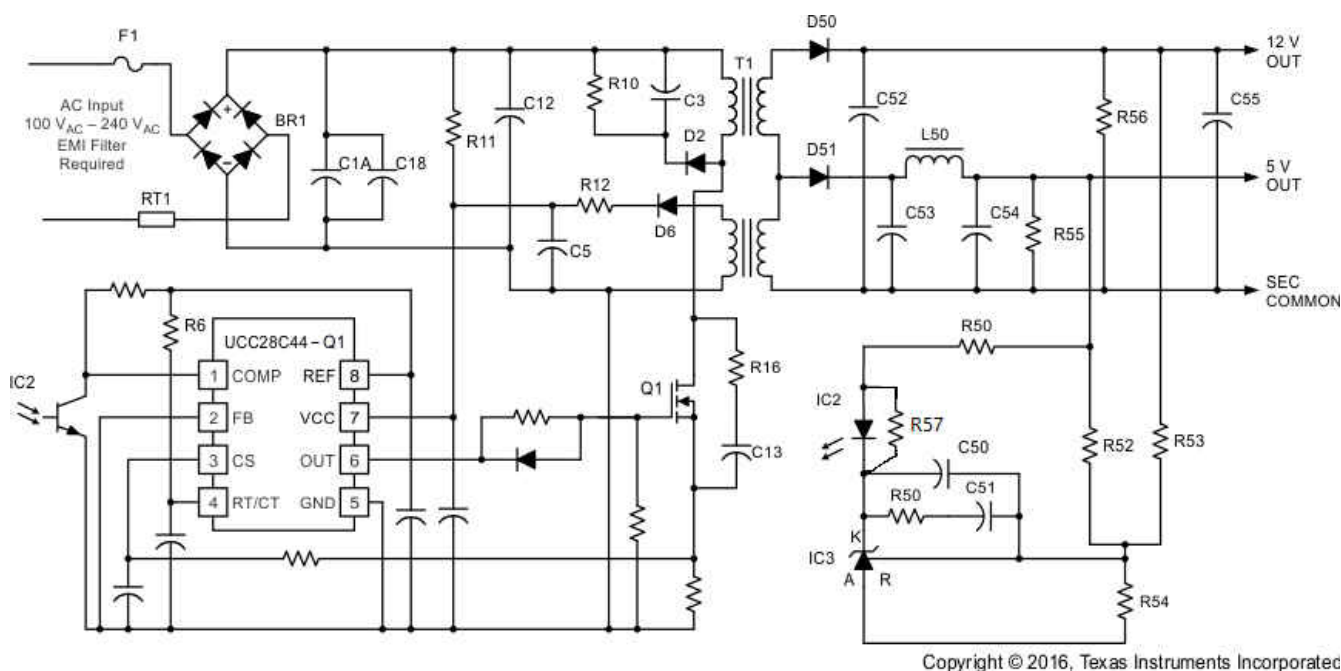 F1
D50
12 V
OUT
T1
AC Input
100 VAC – 240 VAC
EMI Filter
Required
BR1
+
−
R10
C3
C12
C52
C55
R56
R11
D2
D51
L50
C1A
C18
5 V
OUT
RT1
R12
D6
C53
C54
R55
C5
SEC
COMMON
R6
UCC28C44–Q1
R50
R16
IC2
1 COMP REF 8
Q1
IC2
2 FB VCC 7
R57
R52
R53
3 CS OUT 6
C13
C50
4 RT/CT GND 5
R50
C51
K
IC3
A R
R54
Copyright © 2016, Texas Instruments Incorporated